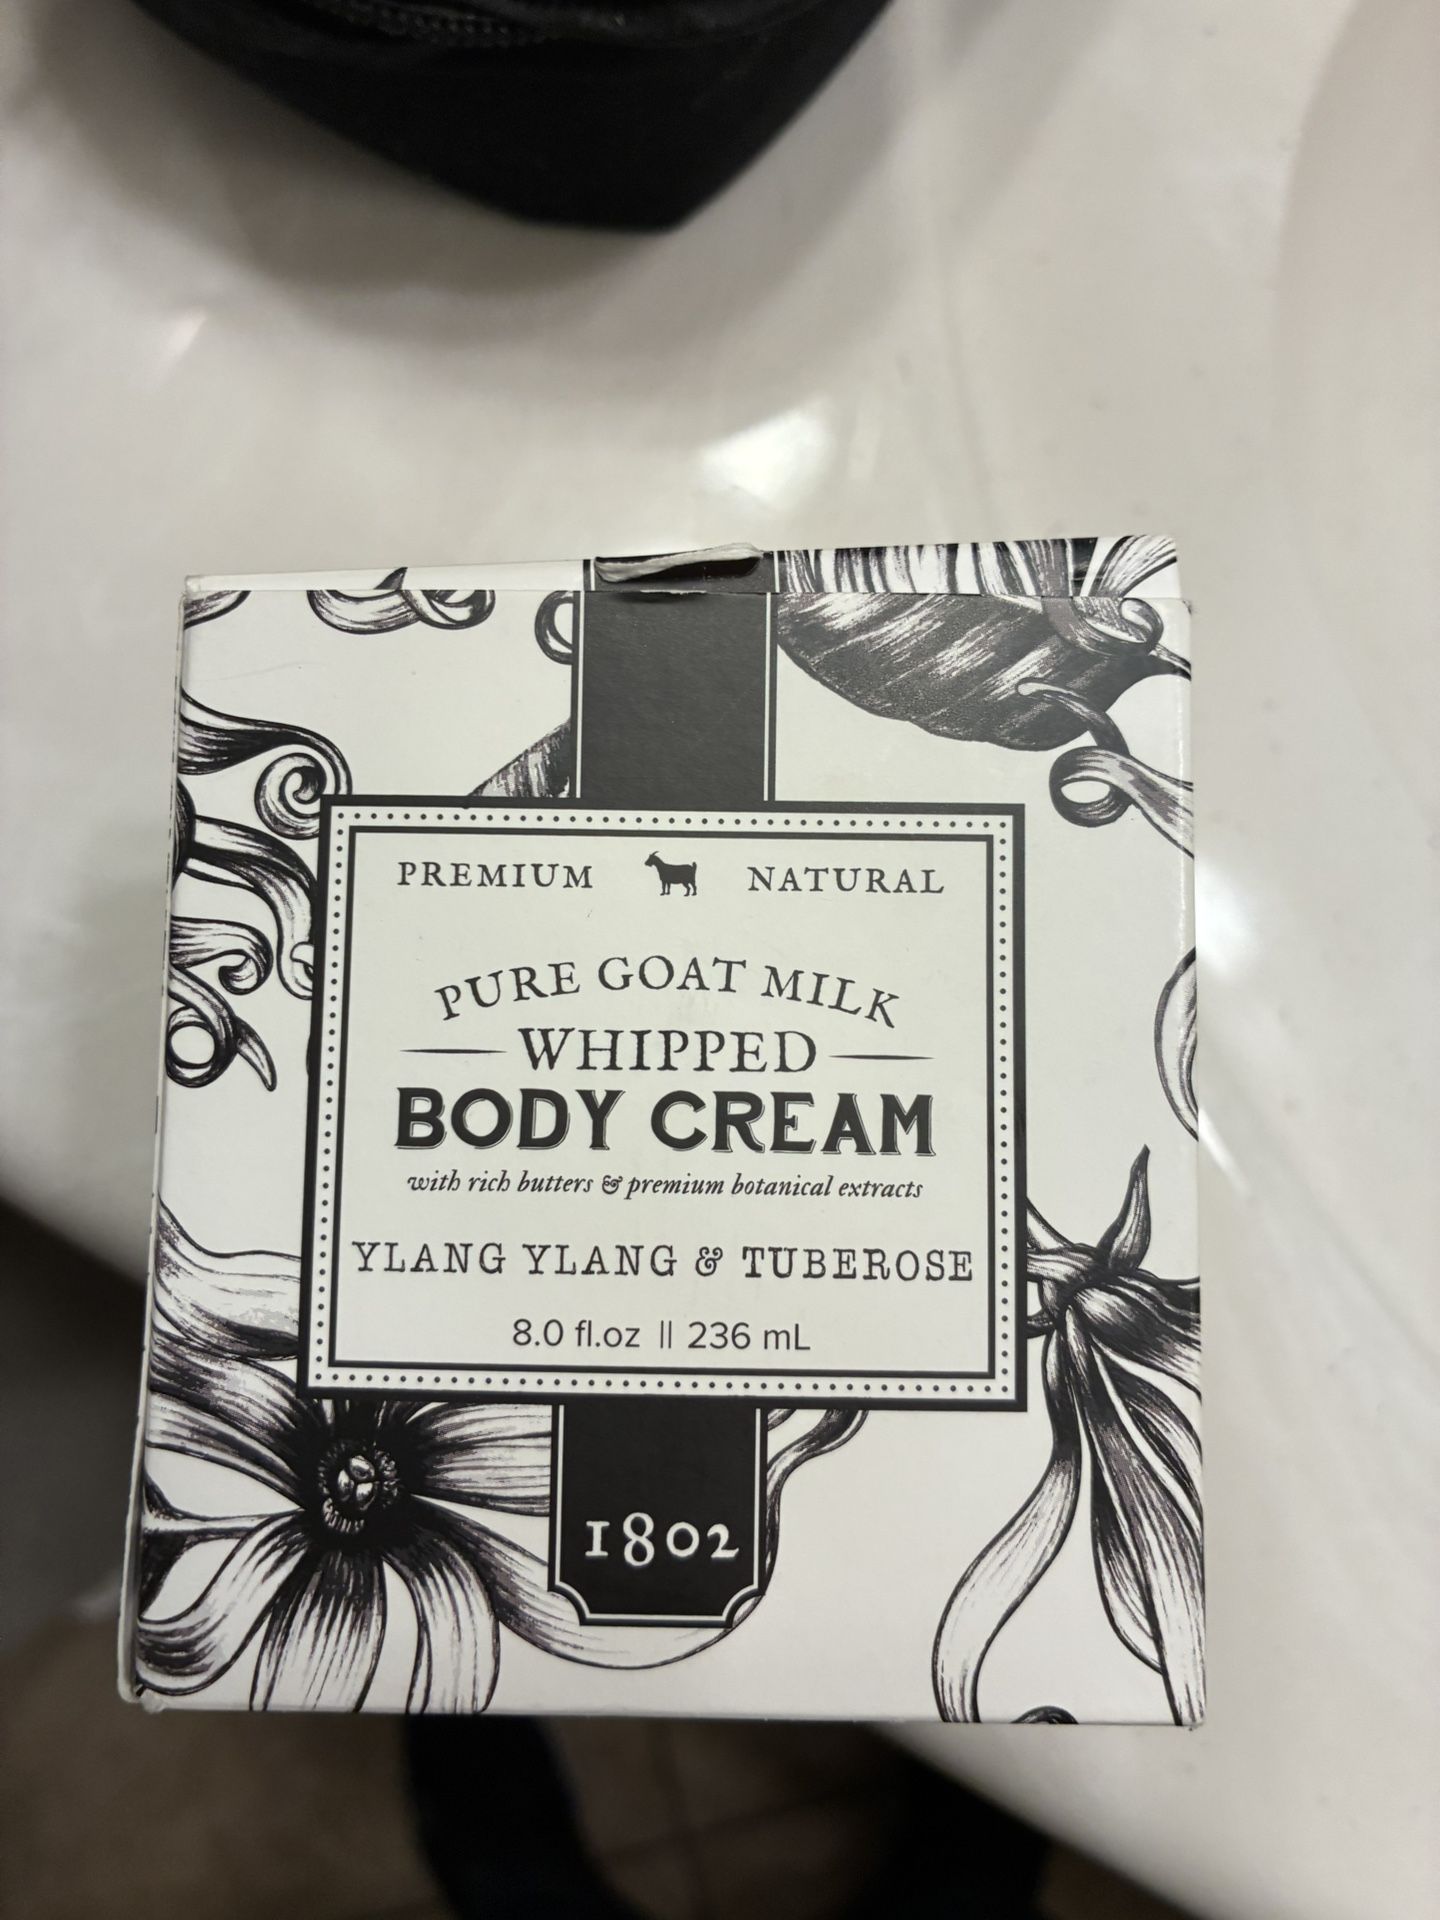 PREMIUM NATURAL
PURE GOAT MILK
WHIPPED
BODY CREAM
with rich butters & premium botanical extracts
YLANG YLANG & TUBEROSE
8.0 fl.oz || 236 mL
1802